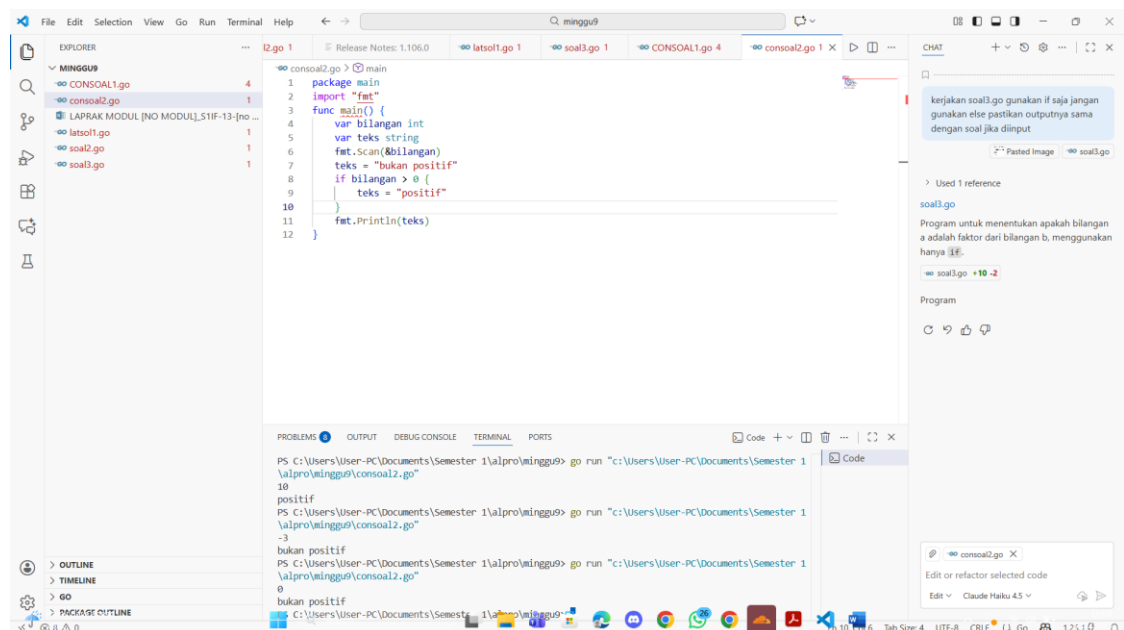 File Edit Selection View Go Run Terminal Help
minggu9
EXPLORER
MINGGU9
CONSOAL1.go 4
consoal2.go 1
LAPRAK MODUL [NO MODUL]_S1IF-13-[no ...
latsol1.go 1
soal2.go 1
soal3.go 1
OUTLINE
TIMELINE
GO
PACKAGE OUTLINE
l2.go 1
Release Notes: 1.106.0
latsol1.go 1
soal3.go 1
CONSOAL1.go 4
consoal2.go 1
consoal2.go > main
1 package main
2 import "fmt"
3 func main() {
4 var bilangan int
5 var teks string
6 fmt.Scan(&bilangan)
7 teks = "bukan positif"
8 if bilangan > 0 {
9 teks = "positif"
10 }
11 fmt.Println(teks)
12 }
PROBLEMS 8 OUTPUT DEBUG CONSOLE TERMINAL PORTS
Code
PS C:\Users\User-PC\Documents\Semester 1\alpro\minggu9> go run "c:\Users\User-PC\Documents\Semester 1
\alpro\minggu9\consoal2.go"
10
positif
PS C:\Users\User-PC\Documents\Semester 1\alpro\minggu9> go run "c:\Users\User-PC\Documents\Semester 1
\alpro\minggu9\consoal2.go"
-3
bukan positif
PS C:\Users\User-PC\Documents\Semester 1\alpro\minggu9> go run "c:\Users\User-PC\Documents\Semester 1
\alpro\minggu9\consoal2.go"
0
bukan positif
C:\Users\User-PC\Documents\Semeste
Code
CHAT
kerjakan soal3.go gunakan if saja jangan
gunakan else pastikan outputnya sama
dengan soal jika diinput
Pasted Image soal3.go
Used 1 reference
soal3.go
Program untuk menentukan apakah bilangan
a adalah faktor dari bilangan b, menggunakan
hanya if.
soal3.go +10 -2
Program
consoal2.go
Edit or refactor selected code
Edit Claude Haiku 4.5
26
Tab Size: 4 UTF-8 CRLF Go